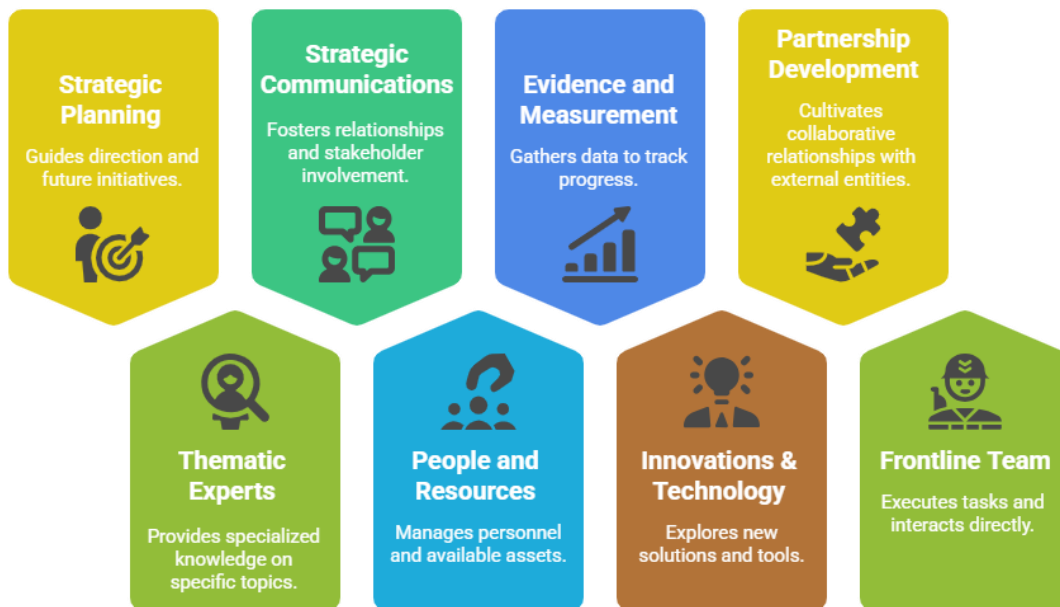 Strategic
Planning
Guides direction and
future initiatives.
Strategic
Communications
Fosters relationships
and stakeholder
involvement.
Evidence and
Measurement
Gathers data to track
progress.
Partnership
Development
Cultivates
collaborative
relationships with
external entities.
Thematic
Experts
Provides specialized
knowledge on
specific topics.
People and
Resources
Manages personnel
and available assets.
Innovations &
Technology
Explores new
solutions and tools.
Frontline Team
Executes tasks and
interacts directly.